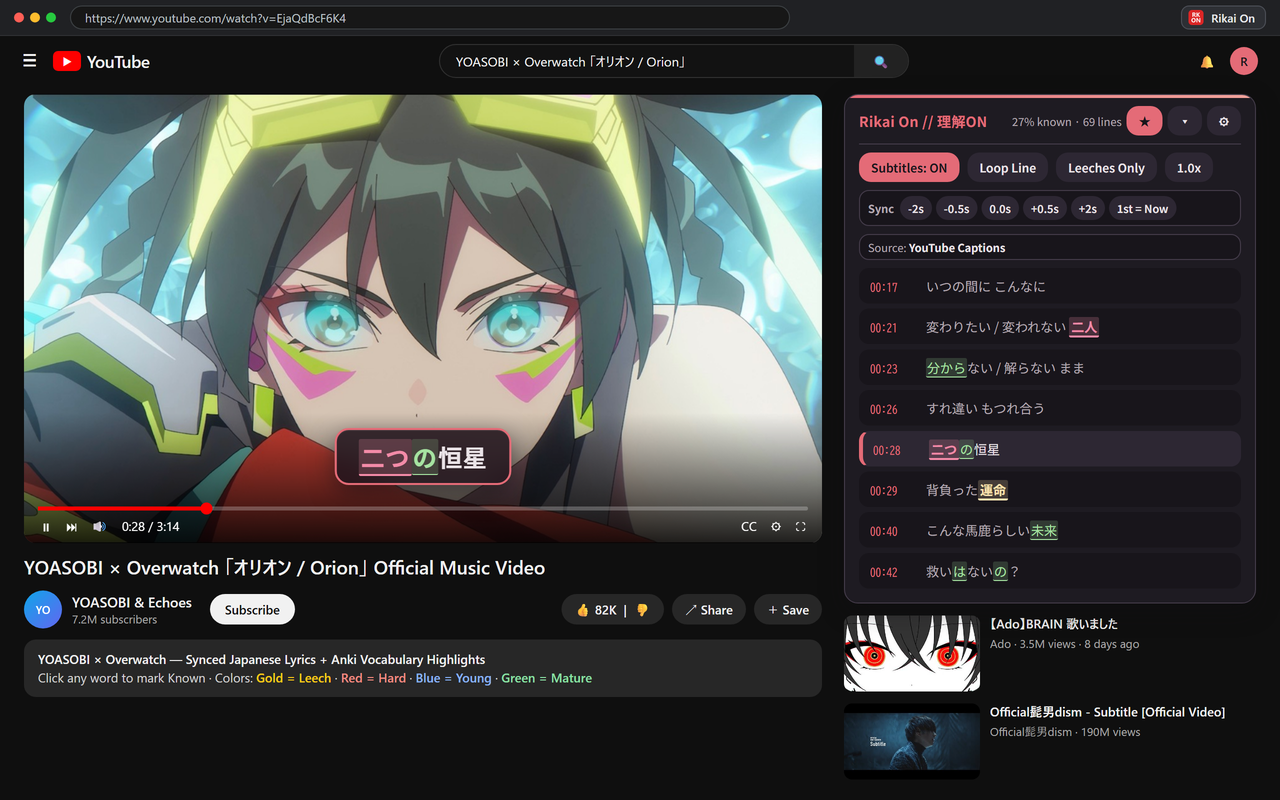 https://www.youtube.com/watch?v=EjaQdBcF6K4
RK ON Rikai On
YouTube
YOASOBI × Overwatch「オリオン / Orion」
R
二つの恒星
0:28 / 3:14
CC
YOASOBI × Overwatch「オリオン / Orion」Official Music Video
YO
YOASOBI & Echoes
7.2M subscribers
Subscribe
82K |
Share
+ Save
YOASOBI × Overwatch — Synced Japanese Lyrics + Anki Vocabulary Highlights
Click any word to mark Known · Colors: Gold = Leech · Red = Hard · Blue = Young · Green = Mature
Rikai On // 理解ON
27% known · 69 lines
Subtitles: ON
Loop Line
Leeches Only
1.0x
Sync -2s -0.5s 0.0s +0.5s +2s 1st = Now
Source: YouTube Captions
00:17 いつの間に こんなに
00:21 変わりたい / 変われない 二人
00:23 分からない / 解らない まま
00:26 すれ違い もつれ合う
00:28 二つの恒星
00:29 背負った運命
00:40 こんな馬鹿らしい未来
00:42 救いはないの？
【Ado】BRAIN 歌いました
Ado · 3.5M views · 8 days ago
Subtitle
Official髭男dism - Subtitle [Official Video]
Official髭男dism · 190M views